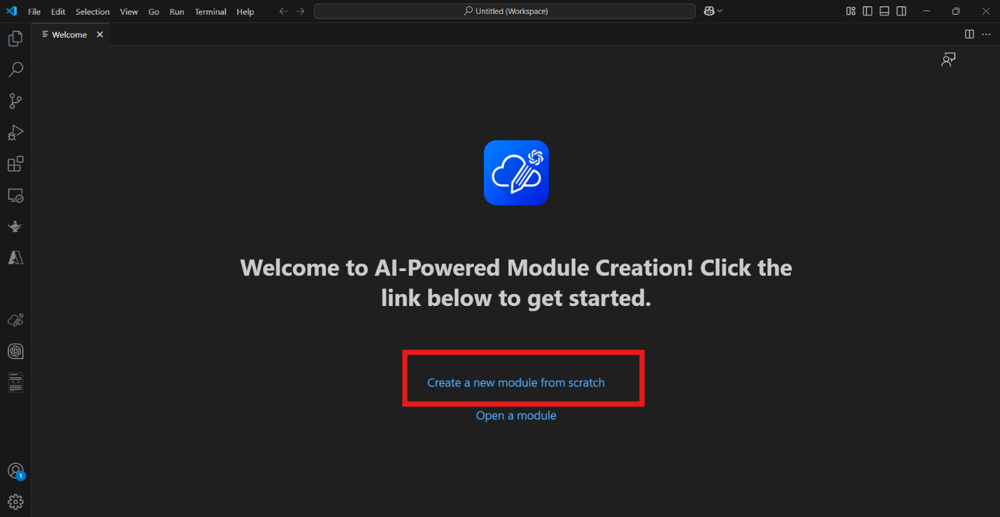 File Edit Selection View Go Run Terminal Help
Untitled (Workspace)
Welcome
Welcome to AI-Powered Module Creation! Click the
link below to get started.
Create a new module from scratch
Open a module
1